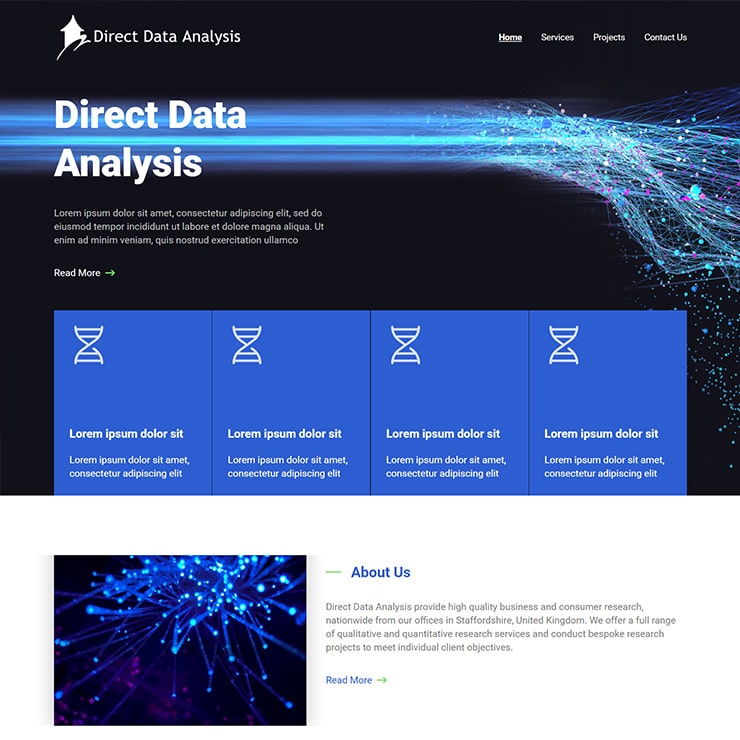 Direct Data Analysis
Home Services Projects Contact Us
Direct Data
Analysis
Lorem ipsum dolor sit amet, consectetur adipiscing elit, sed do
eiusmod tempor incididunt ut labore et dolore magna aliqua. Ut
enim ad minim veniam, quis nostrud exercitation ullamco
Read More
Lorem ipsum dolor sit
Lorem ipsum dolor sit amet,
consectetur adipiscing elit
Lorem ipsum dolor sit
Lorem ipsum dolor sit amet,
consectetur adipiscing elit
Lorem ipsum dolor sit
Lorem ipsum dolor sit amet,
consectetur adipiscing elit
Lorem ipsum dolor sit
Lorem ipsum dolor sit amet,
consectetur adipiscing elit
About Us
Direct Data Analysis provide high quality business and consumer research,
nationwide from our offices in Staffordshire, United Kingdom. We offer a full range
of qualitative and quantitative research services and conduct bespoke research
projects to meet individual client objectives.
Read More